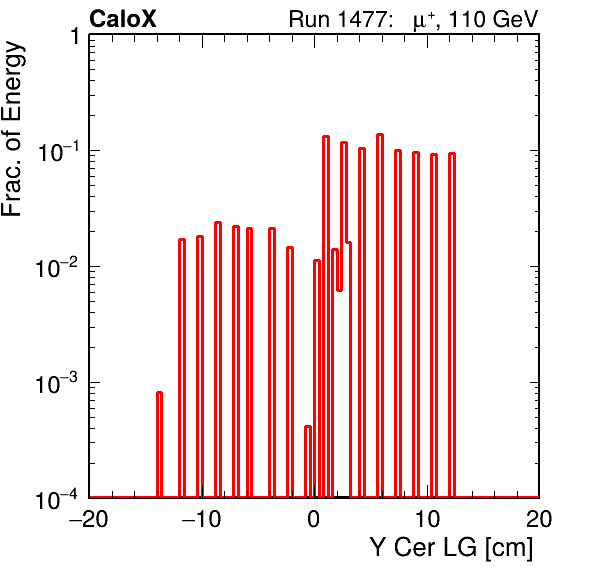 CaloX Run 1477: μ⁺, 110 GeV
Frac. of Energy
1
10⁻¹
10⁻²
10⁻³
10⁻⁴
−20 −10 0 10 20
Y Cer LG [cm]